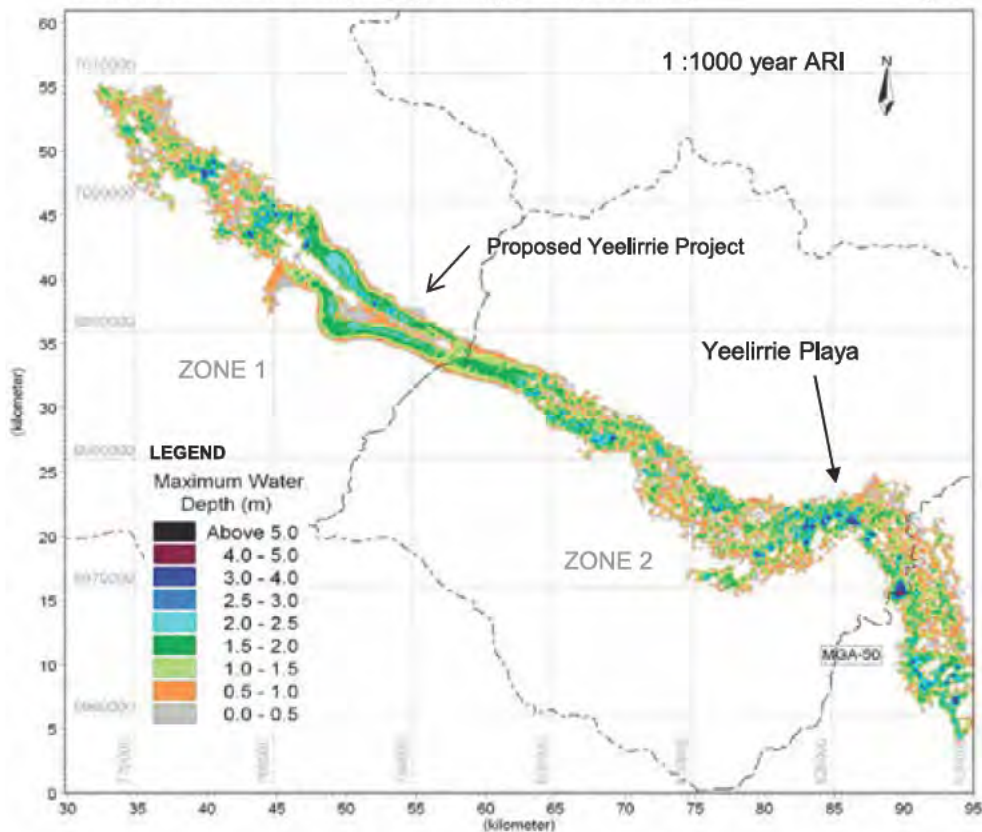 60
1 :1000 year ARI
N
55
50
7000000
45
Proposed Yeelirrie Project
40
35
ZONE 1
Yeelirrie Playa
(kilometer)
30
LEGEND
Maximum Water
Depth (m)
Above 5.0
4.0 - 5.0
3.0 - 4.0
2.5 - 3.0
2.0 - 2.5
1.5 - 2.0
1.0 - 1.5
0.5 - 1.0
0.0 - 0.5
25
20
ZONE 2
6970000
15
MGA-50
10
5
0
30 35 40 45 50 55 60 65 70 75 80 85 90 95
(kilometer)